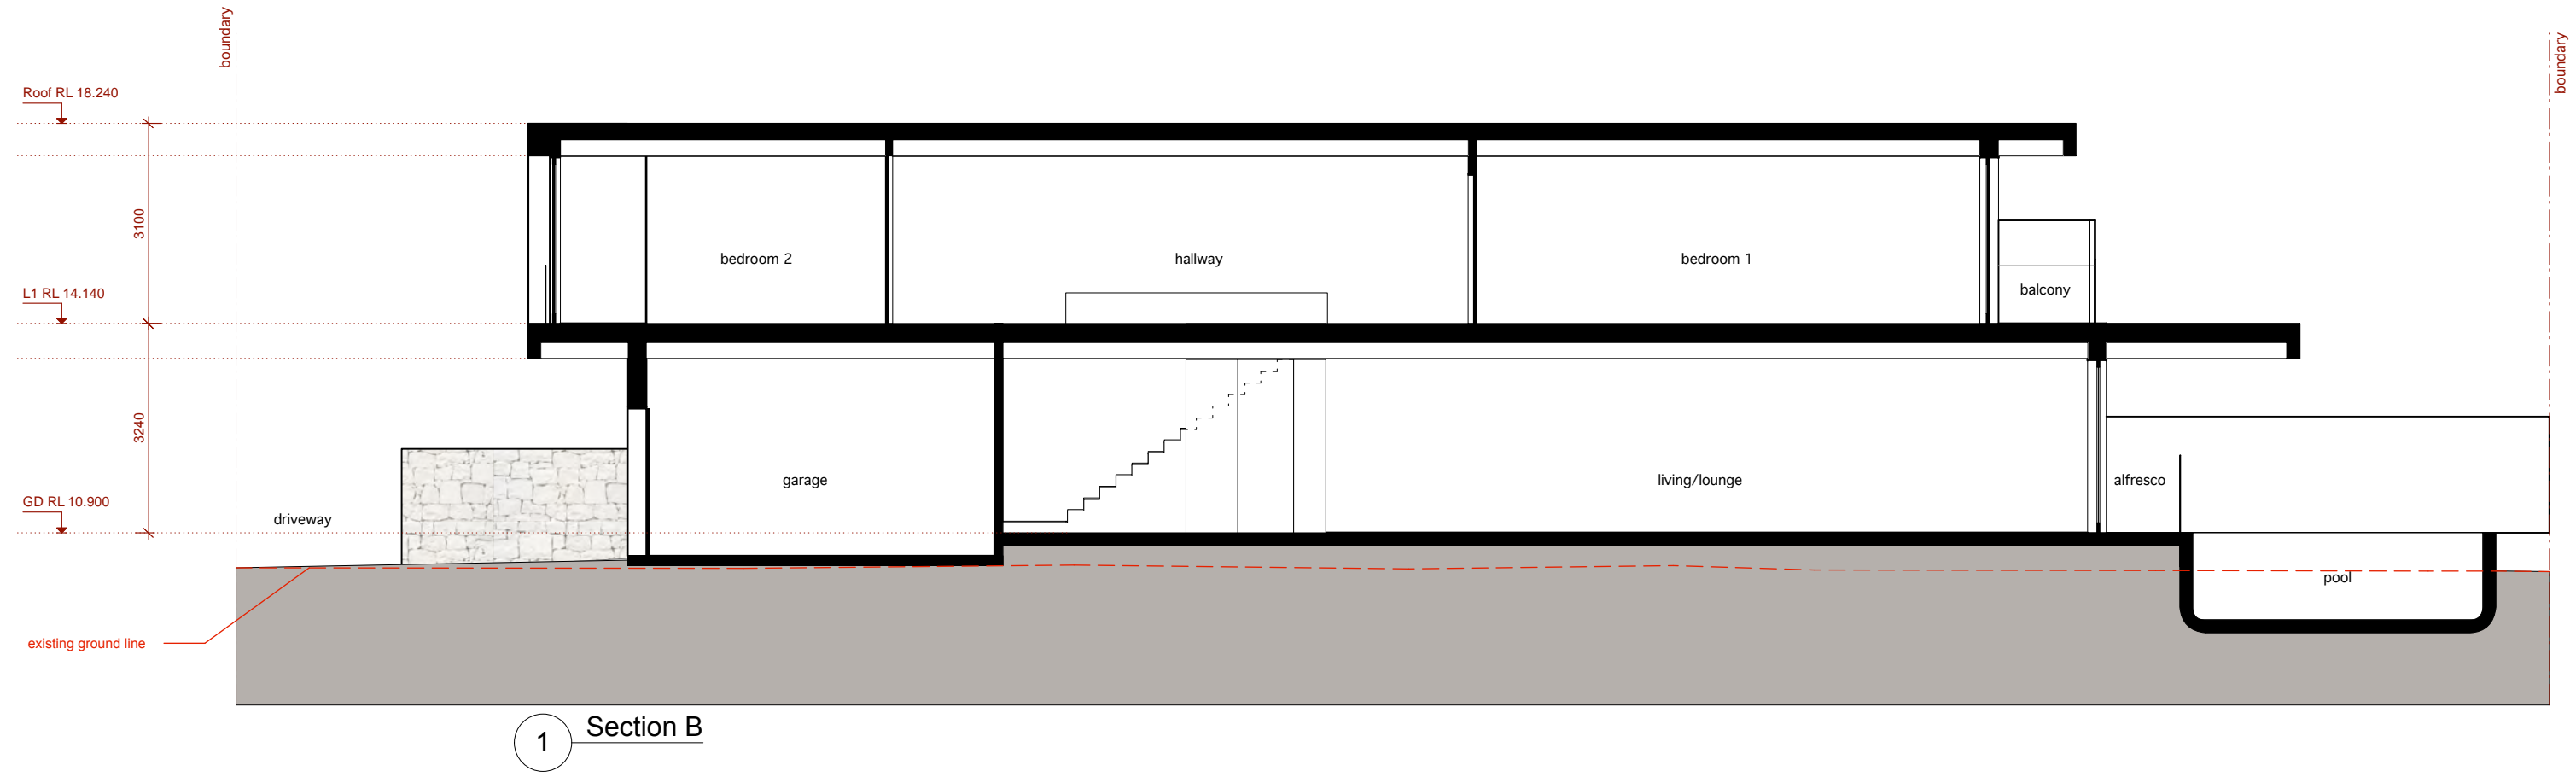 boundary
boundary
Roof RL 18.240
3100
bedroom 2
hallway
bedroom 1
L1 RL 14.140
balcony
3240
garage
living/lounge
alfresco
GD RL 10.900
driveway
pool
existing ground line
1
Section B